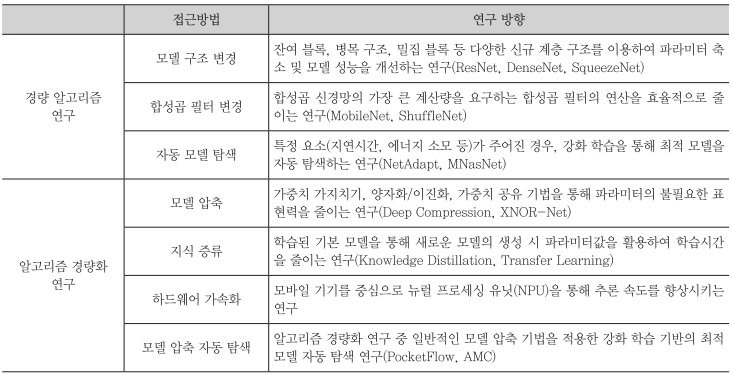 접근방법 연구 방향
경량 알고리즘 연구
모델 구조 변경
잔여 블록, 병목 구조, 밀집 블록 등 다양한 신규 계층 구조를 이용하여 파라미터 축
소 및 모델 성능을 개선하는 연구(ResNet, DenseNet, SqueezeNet)
합성곱 필터 변경
합성곱 신경망의 가장 큰 계산량을 요구하는 합성곱 필터의 연산을 효율적으로 줄
이는 연구(MobileNet, ShuffleNet)
자동 모델 탐색
특정 요소(지연시간, 에너지 소모 등)가 주어진 경우, 강화 학습을 통해 최적 모델을
자동 탐색하는 연구(NetAdapt, MNasNet)
알고리즘 경량화
연구
모델 압축
가중치 가지치기, 양자화/이진화, 가중치 공유 기법을 통해 파라미터의 불필요한 표
현력을 줄이는 연구(Deep Compression, XNOR-Net)
지식 증류
학습된 기본 모델을 통해 새로운 모델의 생성 시 파라미터값을 활용하여 학습시간
을 줄이는 연구(Knowledge Distillation, Transfer Learning)
하드웨어 가속화
모바일 기기를 중심으로 뉴럴 프로세싱 유닛(NPU)을 통해 추론 속도를 향상시키는
연구
모델 압축 자동 탐색
알고리즘 경량화 연구 중 일반적인 모델 압축 기법을 적용한 강화 학습 기반의 최적
모델 자동 탐색 연구(PocketFlow, AMC)